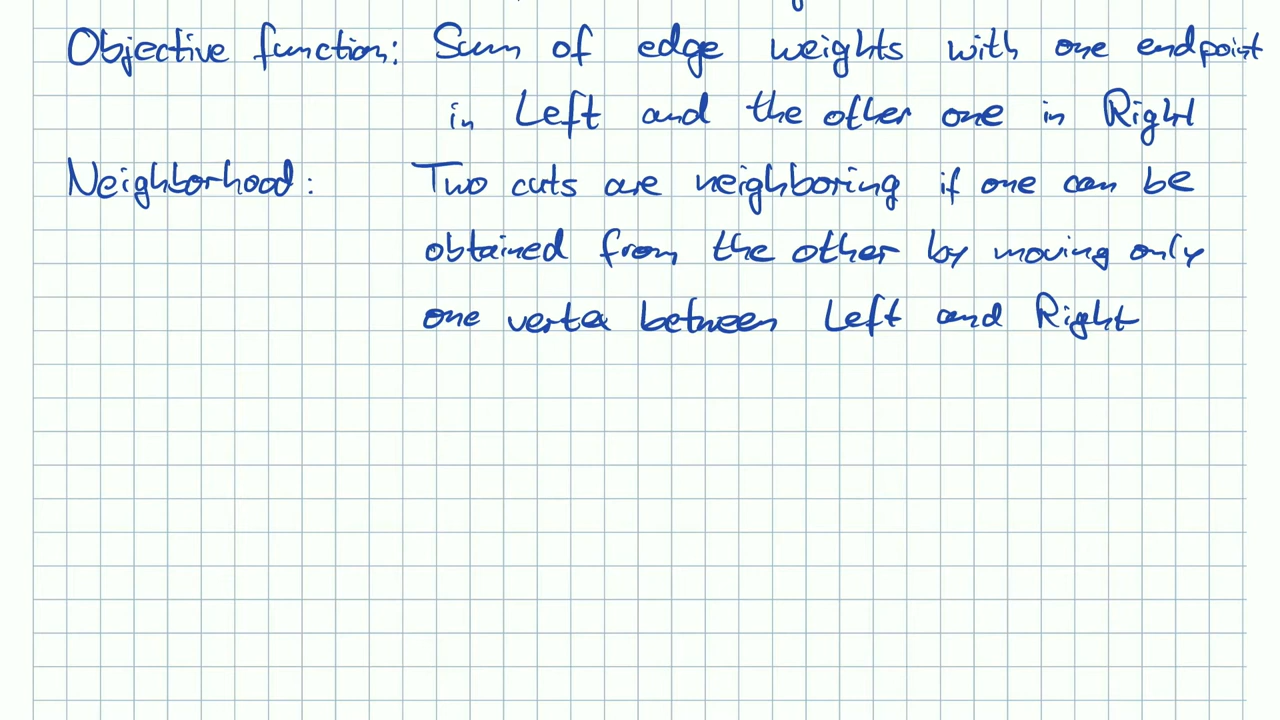 Objective function: Sum of edge weights with one endpoint
in Left and the other one in Right
Neighborhood: Two cuts are neighboring if one can be
obtained from the other by moving only
one vertex between Left and Right